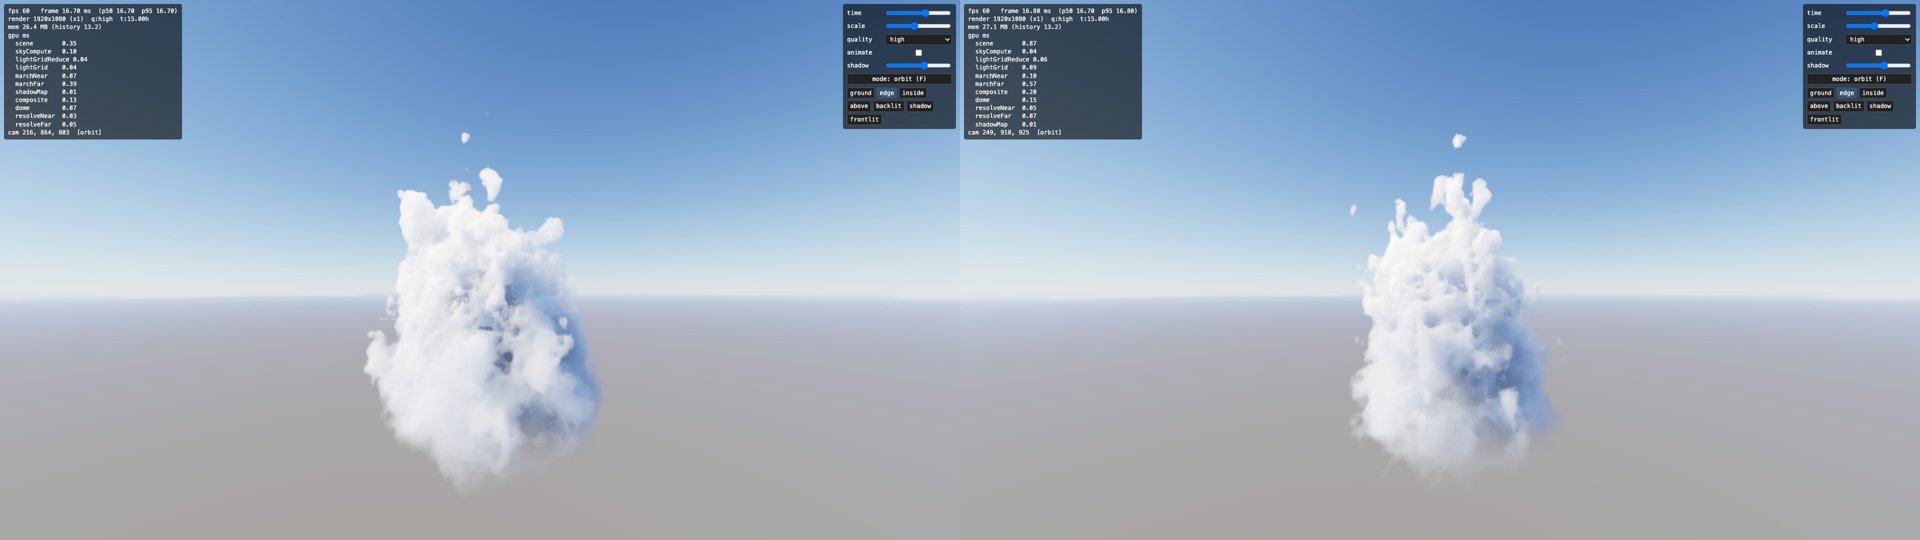 fps 60 frame 16.70 ms (p50 16.70 p95 16.70)
render 1920x1080 (x1) q:high t:15.00h
mem 26.4 MB (history 13.2)
gpu ms
scene 0.35
skyCompute 0.10
lightGridReduce 0.04
lightGrid 0.04
marchNear 0.07
marchFar 0.39
shadowMap 0.01
composite 0.13
dome 0.07
resolveNear 0.03
resolveFar 0.05
cam 216, 864, 803 [orbit]
time
scale
quality high
animate
shadow
mode: orbit (F)
ground edge inside
above backlit shadow
frontlit
fps 60 frame 16.80 ms (p50 16.70 p95 16.80)
render 1920x1080 (x1) q:high t:15.00h
mem 27.1 MB (history 13.2)
gpu ms
scene 0.87
skyCompute 0.04
lightGridReduce 0.06
lightGrid 0.09
marchNear 0.10
marchFar 0.57
composite 0.20
dome 0.15
resolveNear 0.05
resolveFar 0.07
shadowMap 0.01
cam 249, 918, 925 [orbit]
time
scale
quality high
animate
shadow
mode: orbit (F)
ground edge inside
above backlit shadow
frontlit